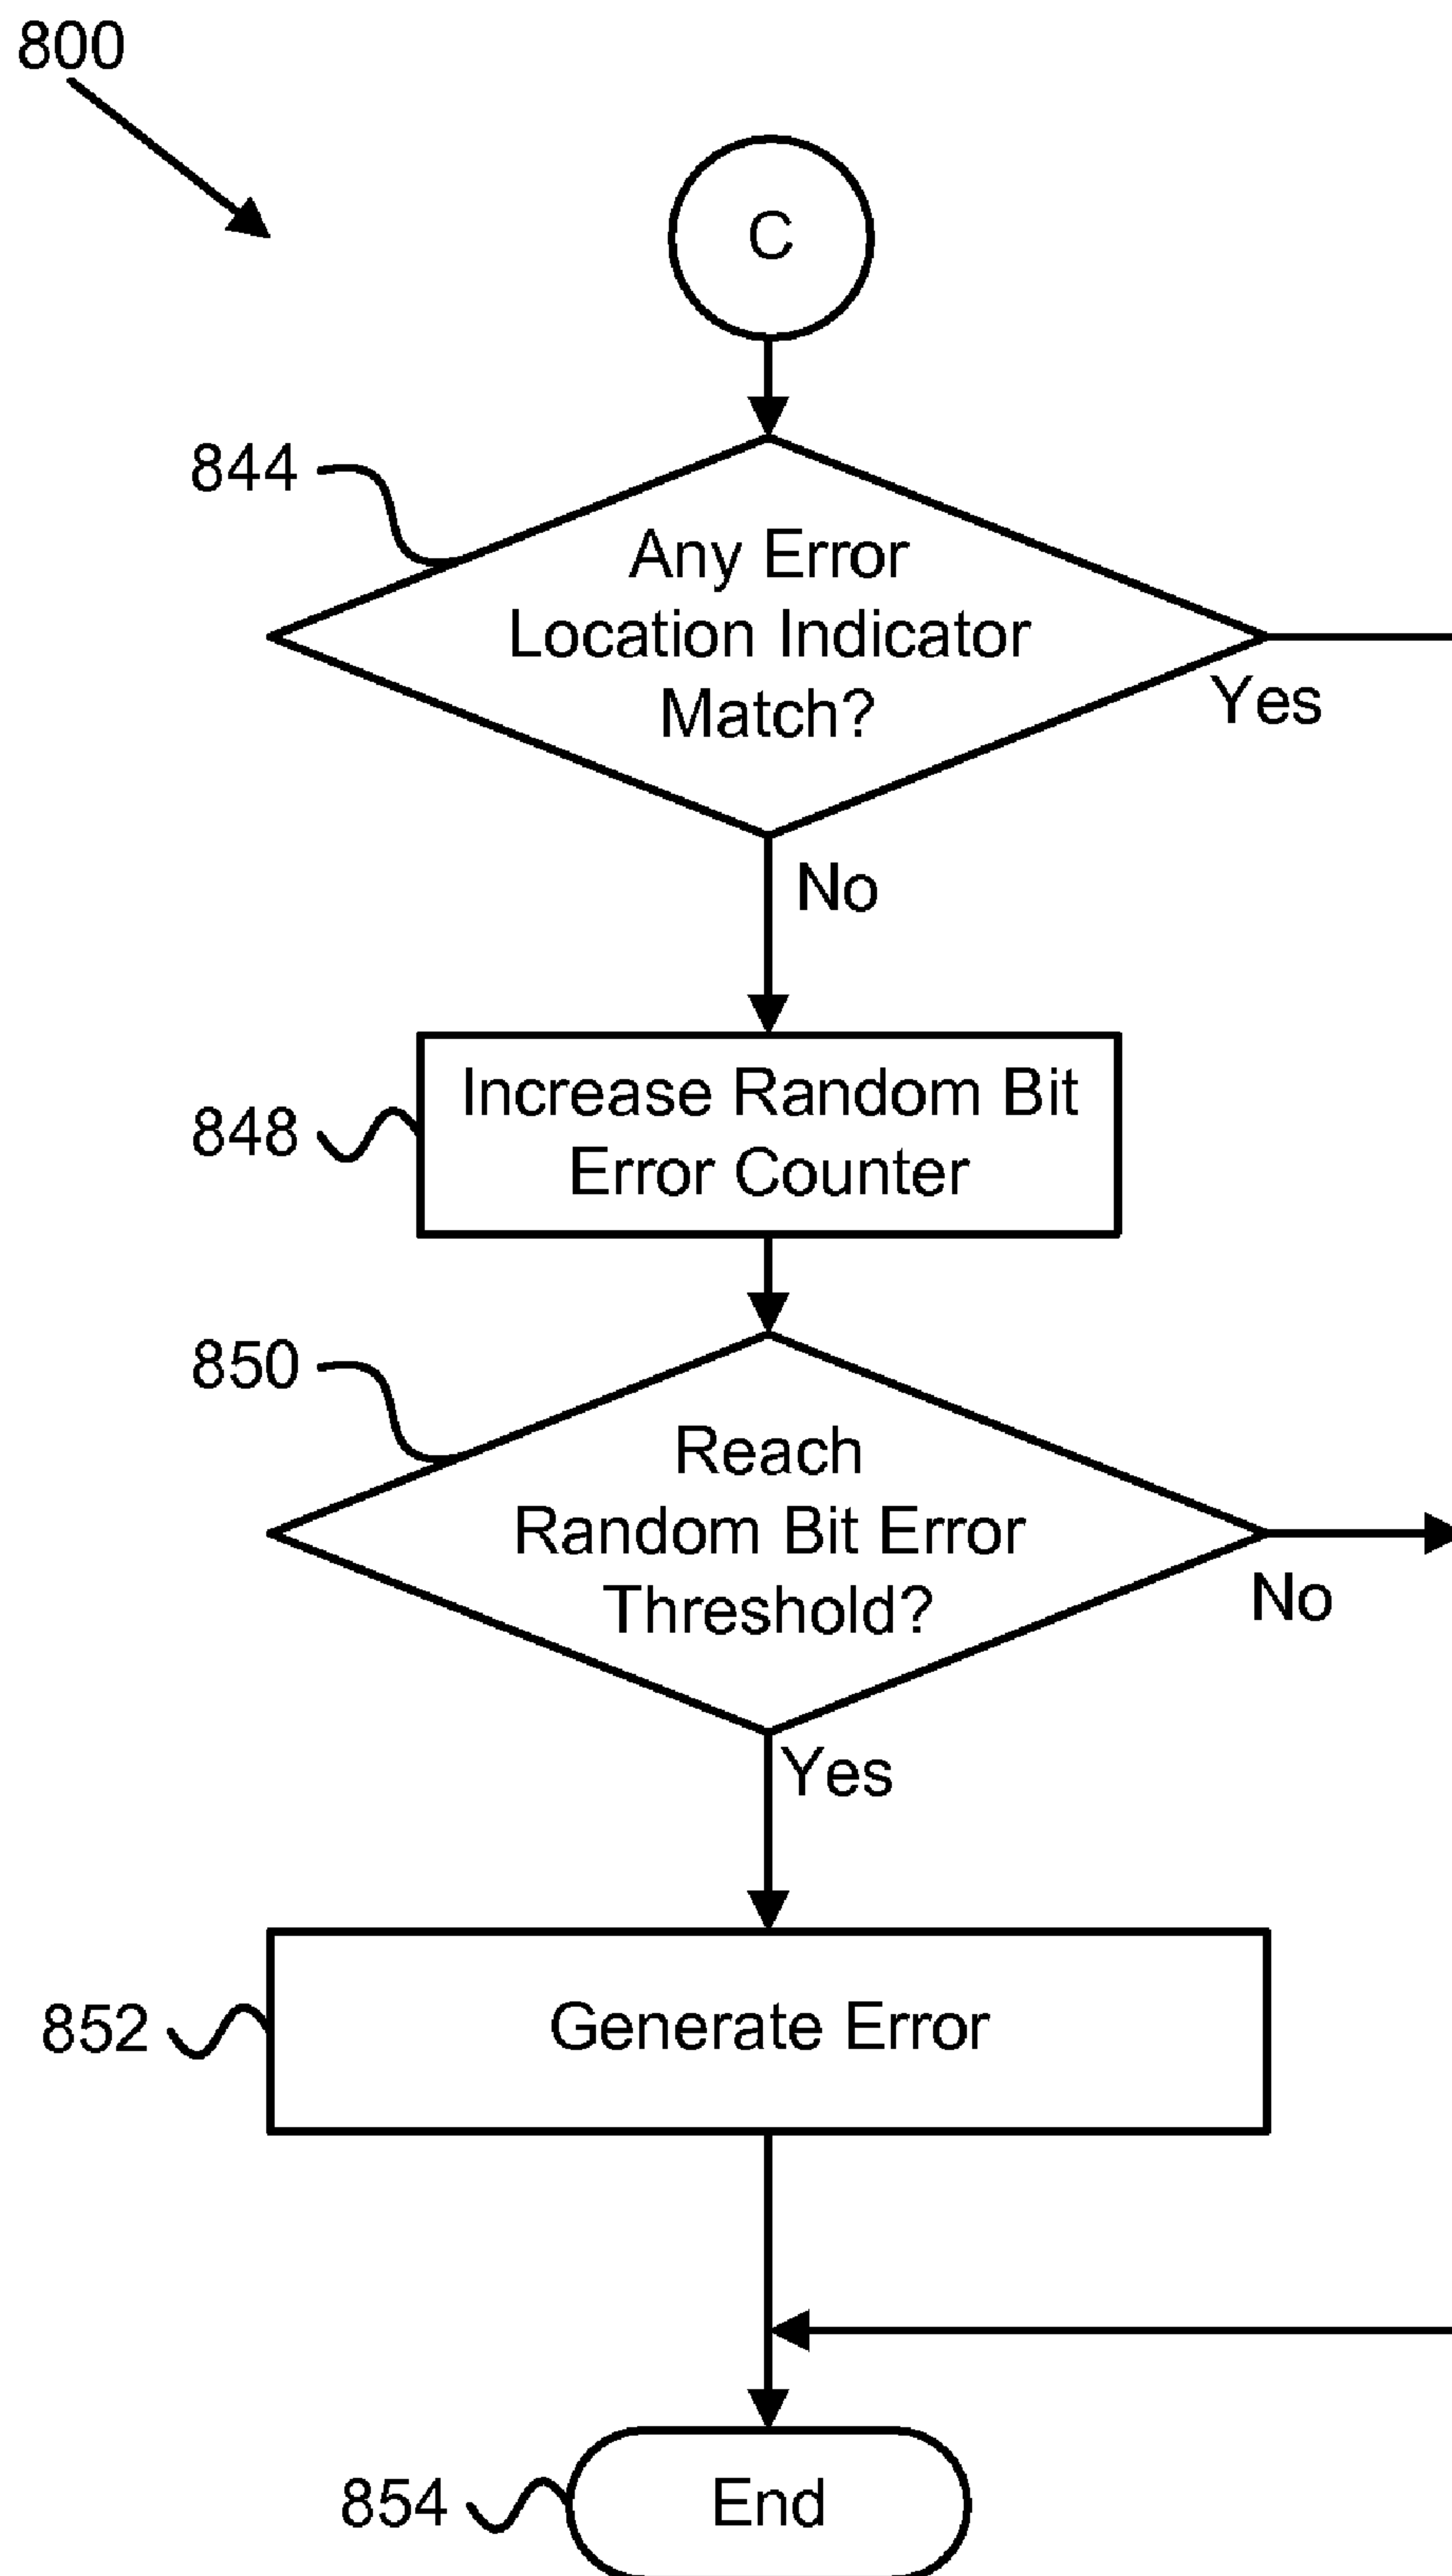 800
C
844
Any Error
Location Indicator
Match?
Yes
No
848
Increase Random Bit
Error Counter
850
Reach
Random Bit Error
Threshold?
No
Yes
852
Generate Error
854
End